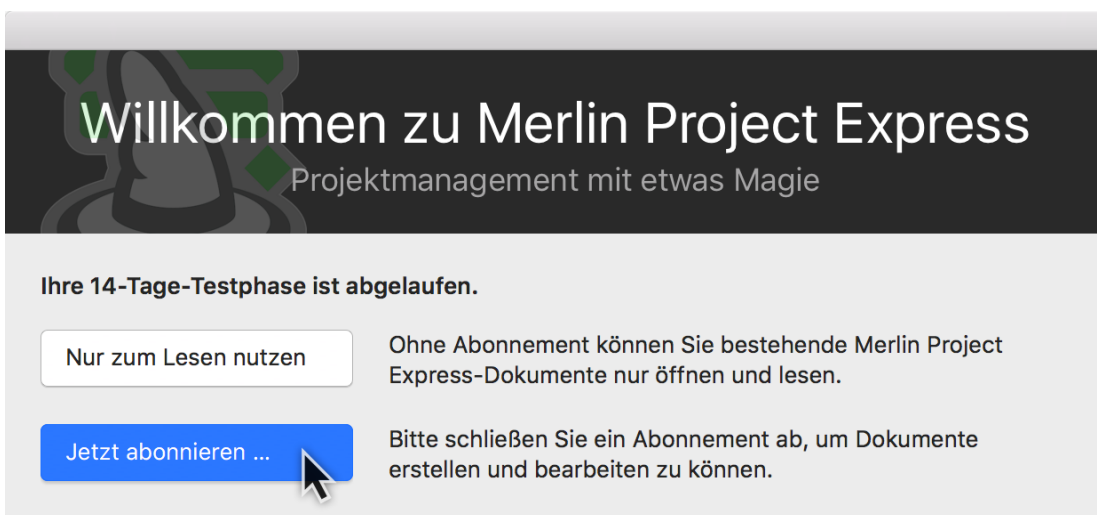 Willkommen zu Merlin Project Express
Projektmanagement mit etwas Magie
Ihre 14-Tage-Testphase ist abgelaufen.
Nur zum Lesen nutzen
Ohne Abonnement können Sie bestehende Merlin Project
Express-Dokumente nur öffnen und lesen.
Jetzt abonnieren ...
Bitte schließen Sie ein Abonnement ab, um Dokumente
erstellen und bearbeiten zu können.